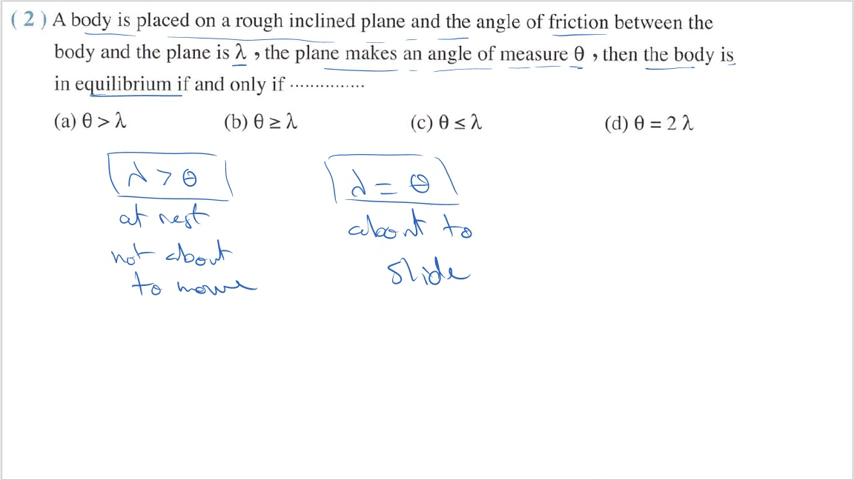 ( 2 ) A body is placed on a rough inclined plane and the angle of friction between the
body and the plane is λ , the plane makes an angle of measure θ , then the body is
in equilibrium if and only if ...............
(a) θ > λ (b) θ ≥ λ (c) θ ≤ λ (d) θ = 2 λ
λ > θ λ = θ
at rest about to
not about slide
to move